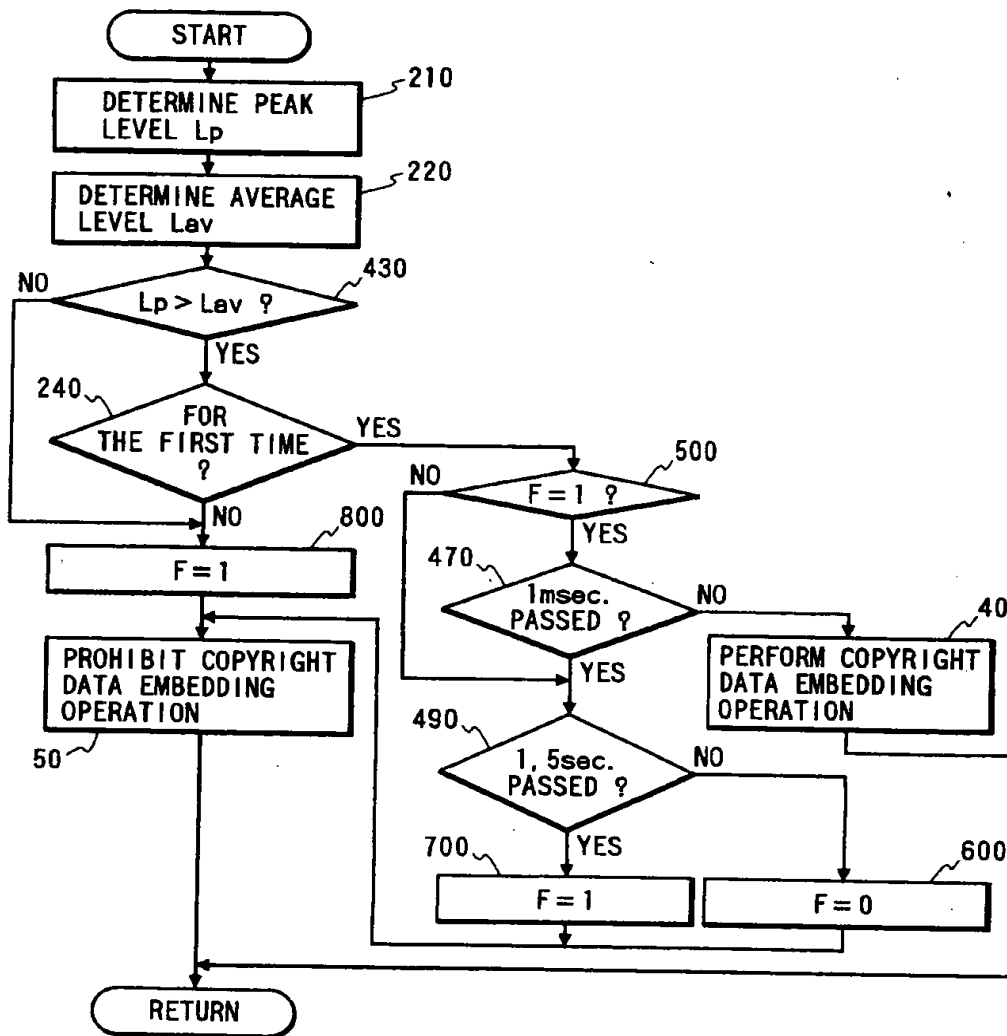 START
210
DETERMINE PEAK
LEVEL Lp
220
DETERMINE AVERAGE
LEVEL Lav
430
NO
Lp > Lav ?
YES
240
FOR
THE FIRST TIME
?
YES
NO
500
NO
F=1 ?
YES
800
F=1
470
1msec.
PASSED ?
NO
YES
40
PERFORM COPYRIGHT
DATA EMBEDDING
OPERATION
PROHIBIT COPYRIGHT
DATA EMBEDDING
OPERATION
50
490
1, 5sec.
PASSED ?
NO
YES
700
F=1
600
F=0
RETURN